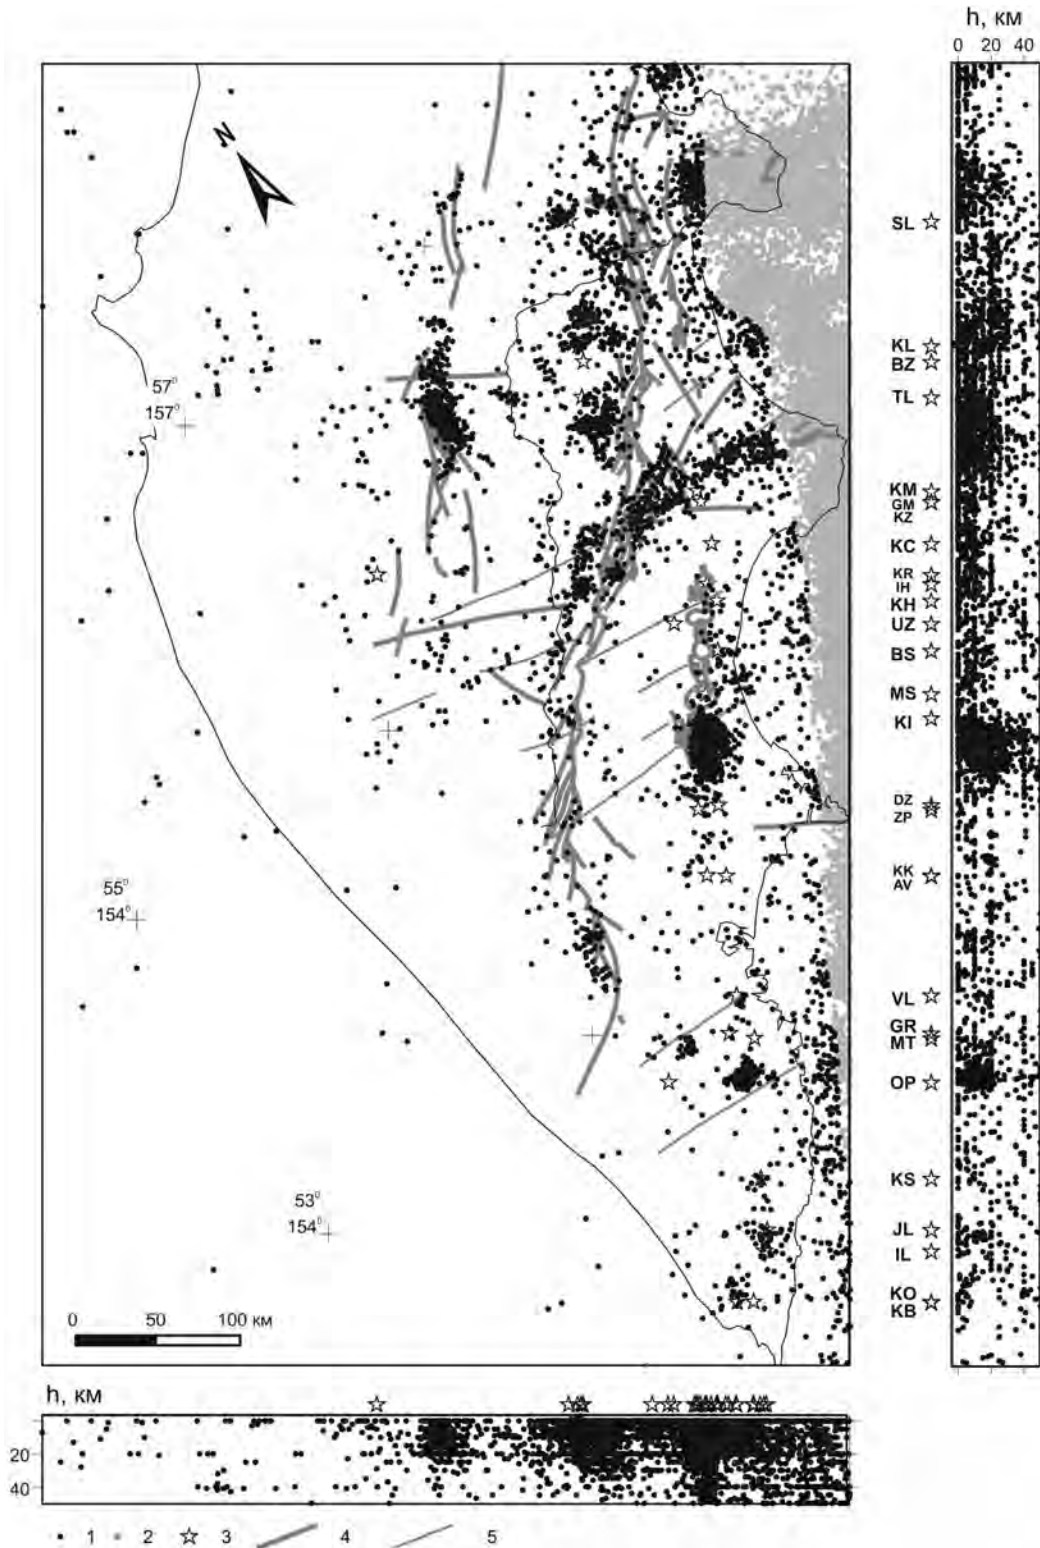 h, км
0 20 40
N
SL
KL
BZ
57°
157°
TL
KM
GM
KZ
KC
KR
IH
KH
UZ
BS
MS
KI
DZ
ZP
55°
154°
KK
AV
VL
GR
MT
OP
53°
154°
KS
JL
IL
KO
KB
0 50 100 км
h, км
20
40
1 2 3 4 5